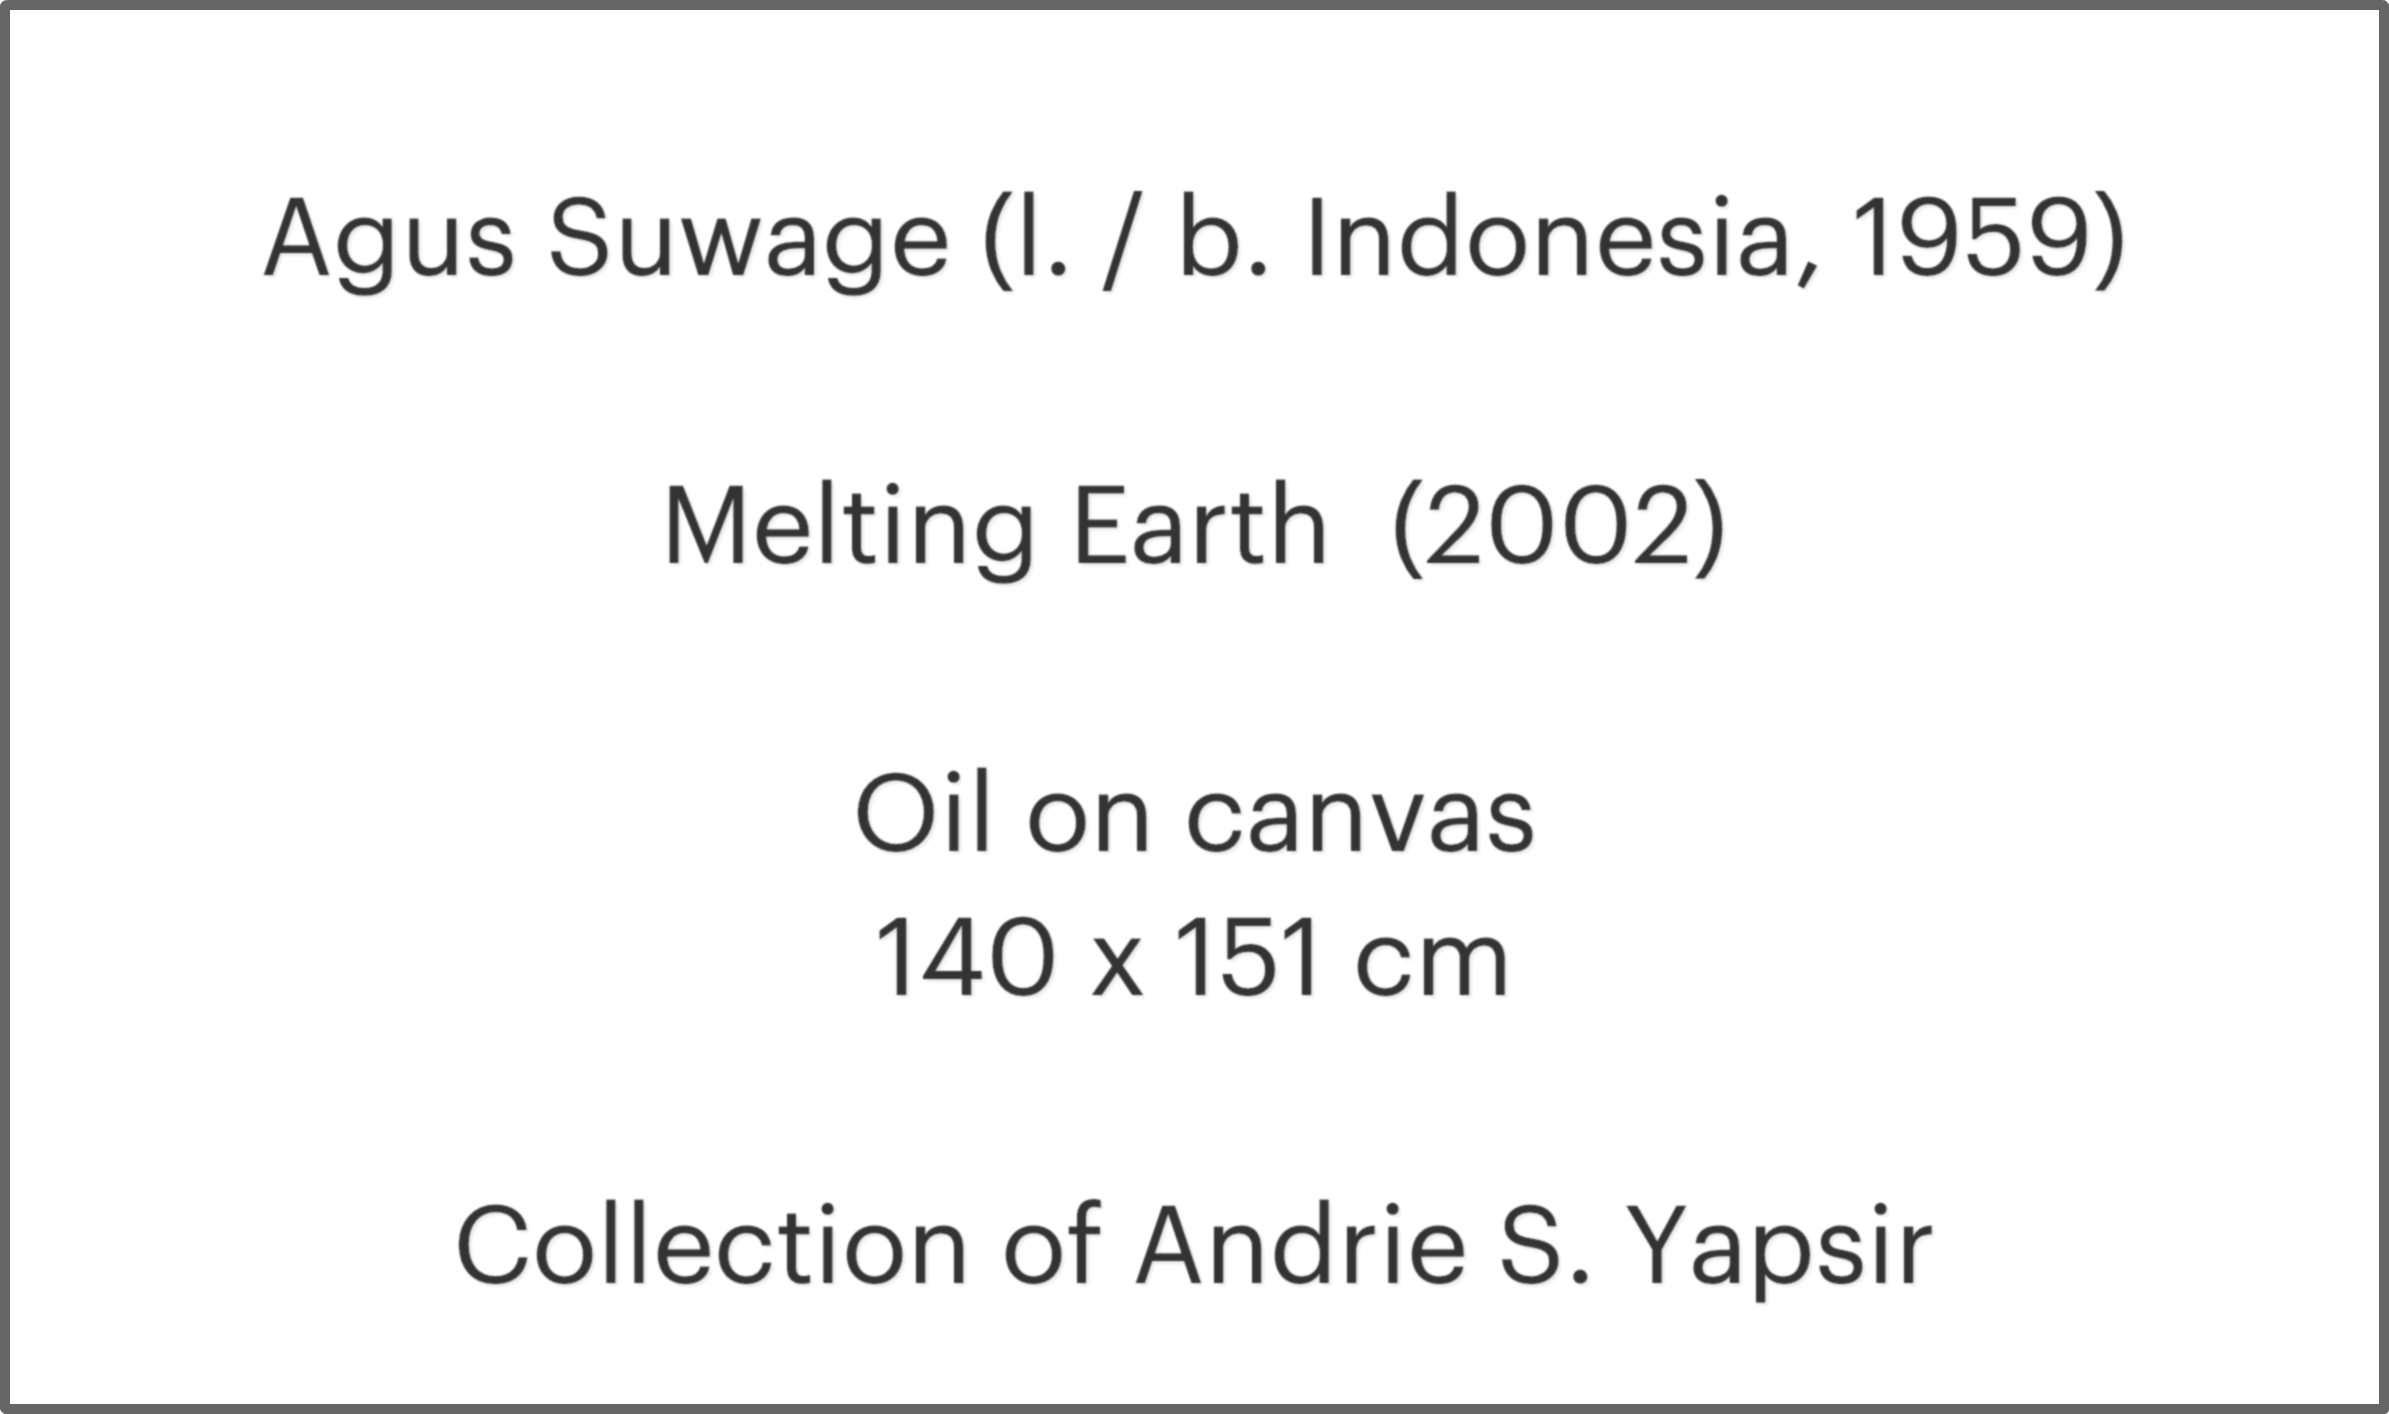 Agus Suwage (l. / b. Indonesia, 1959)
Melting Earth  (2002)
Oil on canvas
140 x 151 cm
Collection of Andrie S. Yapsir